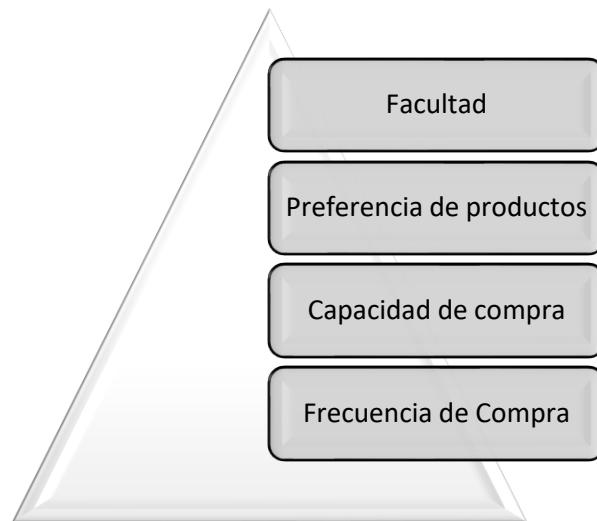 Facultad
Preferencia de productos
Capacidad de compra
Frecuencia de Compra